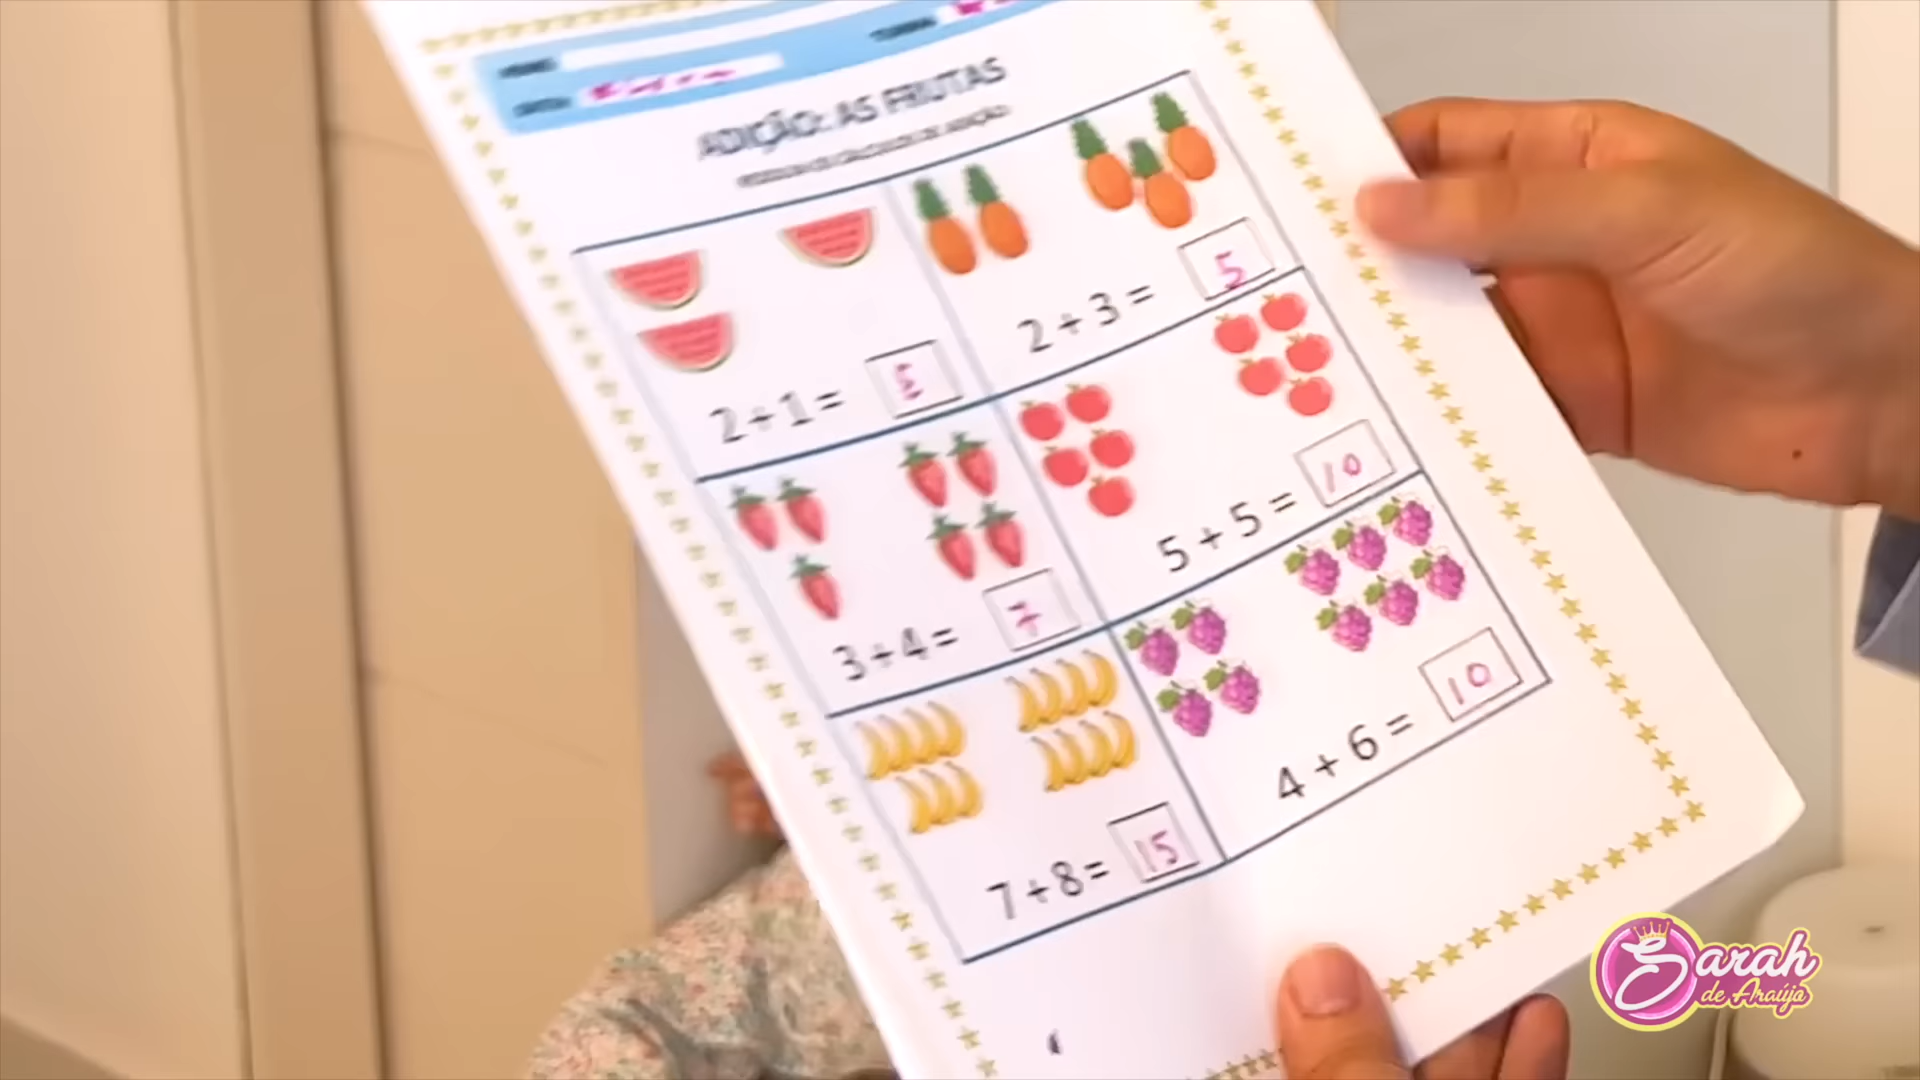 ADIÇÃO: AS FRUTAS
2+1=
2+3= 5
3+4= 7
5+5= 10
7+8= 15
4+6= 10
Sarah
de Araújo